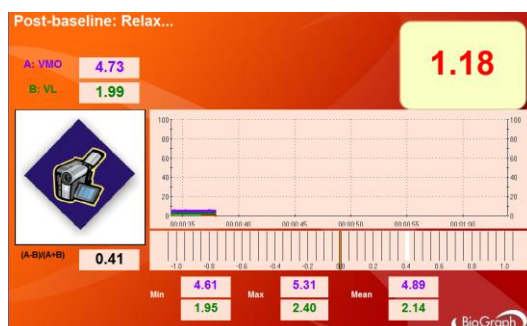 Post-baseline: Relax...
1.18
A: VMO 4.73
B: VL 1.99
100 100
80 80
60 60
40 40
20 20
0 0
00:00:35 00:00:40 00:00:45 00:00:50 00:00:55 00:01:00
(A-B)/(A+B) 0.41
-1.0 -0.8 -0.6 -0.4 -0.2 0.0 0.2 0.4 0.6 0.8 1.0
Min 4.61 Max 5.31 Mean 4.89
1.95 2.40 2.14
BioGraph